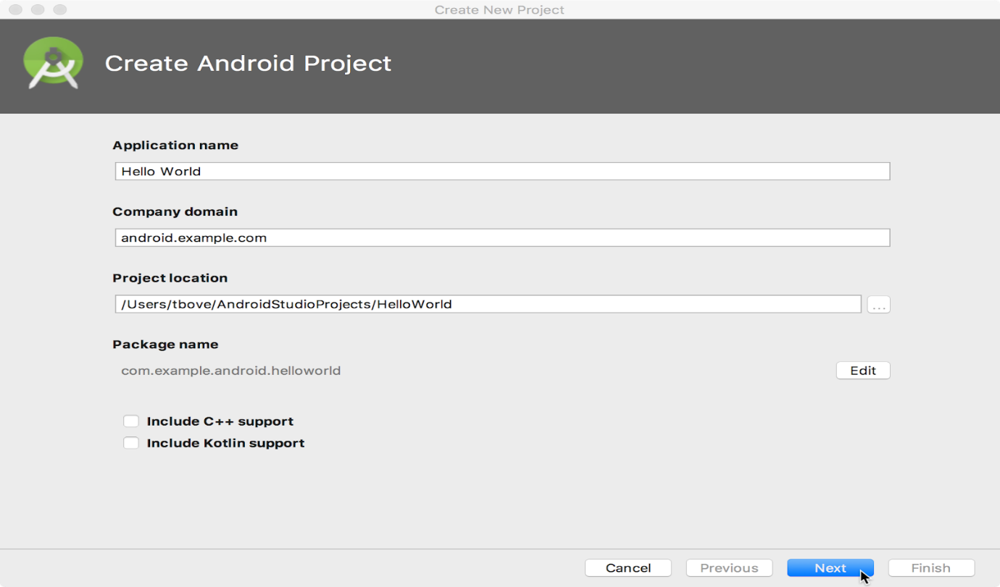 Create New Project
Create Android Project
Application name
Hello World
Company domain
android.example.com
Project location
/Users/tbove/AndroidStudioProjects/HelloWorld
...
Package name
com.example.android.helloworld
Edit
Include C++ support
Include Kotlin support
Cancel Previous Next Finish